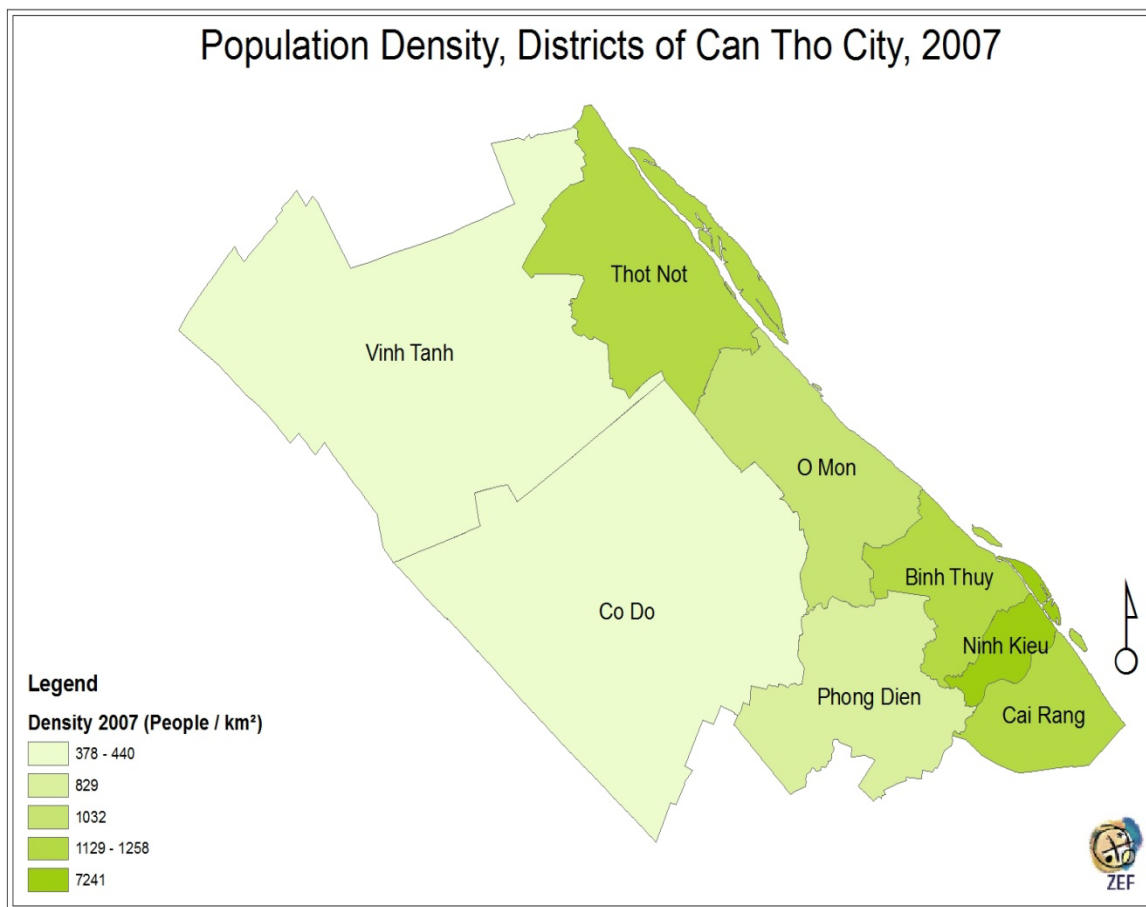 Population Density, Districts of Can Tho City, 2007
Thot Not
Vinh Tanh
O Mon
Binh Thuy
Co Do
Ninh Kieu
Phong Dien
Cai Rang
Legend
Density 2007 (People / km²)
378 - 440
829
1032
1129 - 1258
7241
ZEF